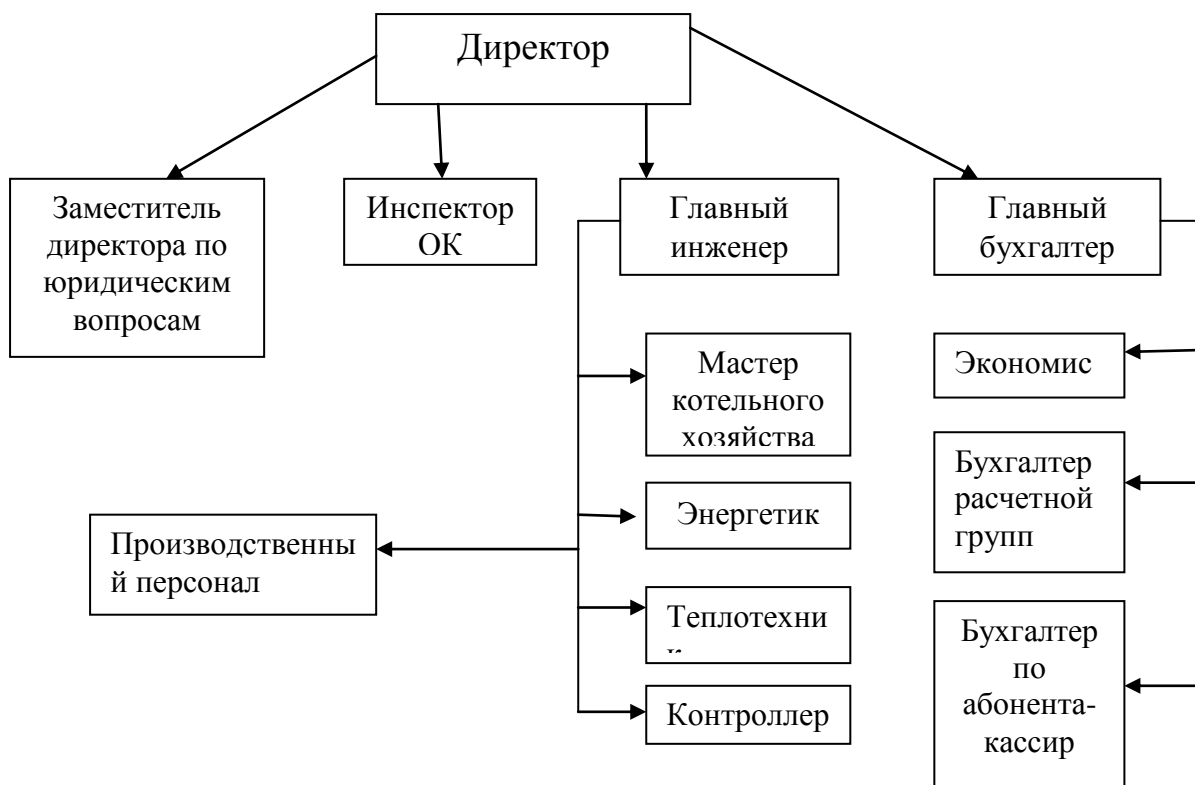 Директор
Заместитель
директора по
юридическим
вопросам
Инспектор
ОК
Главный
инженер
Главный
бухгалтер
Мастер
котельного
хозяйства
Экономис
Энергетик
Бухгалтер
расчетной
групп
Производственны
й персонал
Теплотехни
к
Бухгалтер
по
абонента-
кассир
Контроллер